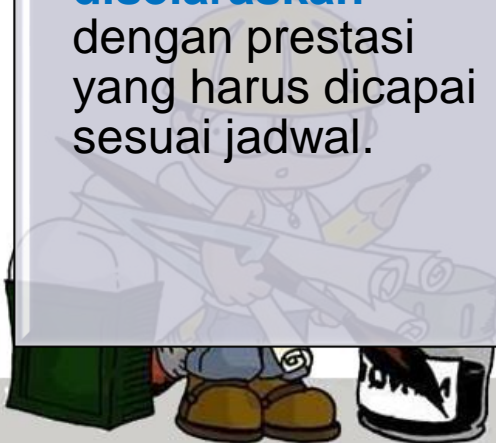 diselaraskan
dengan prestasi
yang harus dicapai
sesuai jadwal.